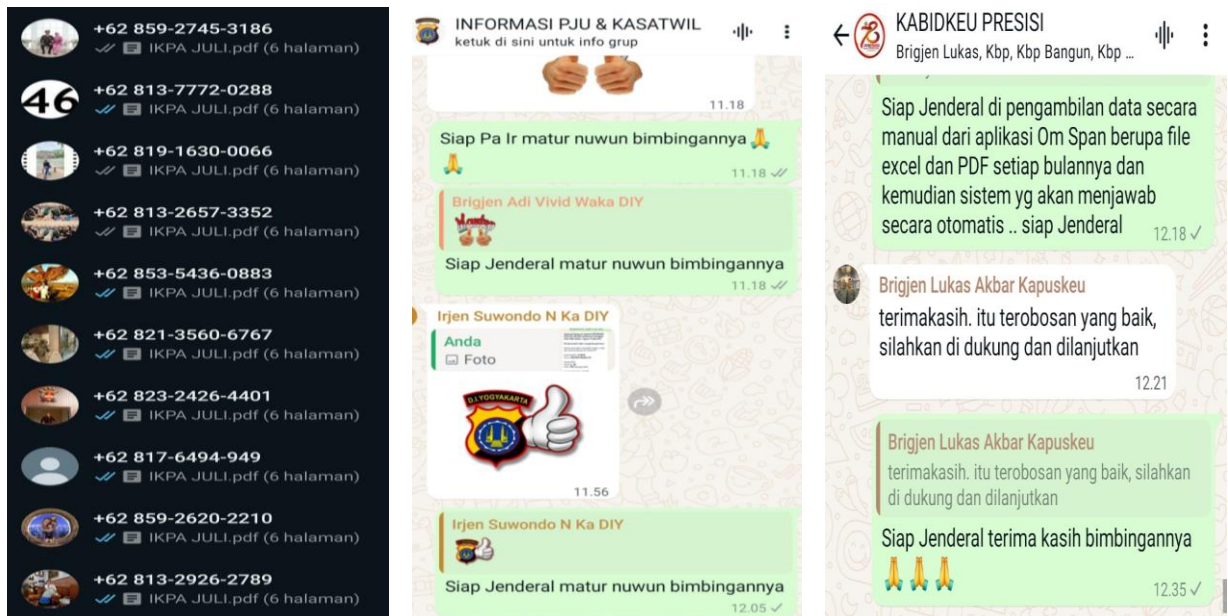 +62 859-2745-3186
IKPA JULI.pdf (6 halaman)
46
+62 813-7772-0288
IKPA JULI.pdf (6 halaman)
+62 819-1630-0066
IKPA JULI.pdf (6 halaman)
+62 813-2657-3352
IKPA JULI.pdf (6 halaman)
+62 853-5436-0883
IKPA JULI.pdf (6 halaman)
+62 821-3560-6767
IKPA JULI.pdf (6 halaman)
+62 823-2426-4401
IKPA JULI.pdf (6 halaman)
+62 817-6494-949
IKPA JULI.pdf (6 halaman)
+62 859-2620-2210
IKPA JULI.pdf (6 halaman)
+62 813-2926-2789
IKPA JULI.pdf (6 halaman)
INFORMASI PJU & KASATWIL
ketuk di sini untuk info grup
11.18
Siap Pa Ir matur nuwun bimbingannya
11.18
Brigjen Adi Vivid Waka DIY
Siap Jenderal matur nuwun bimbingannya
11.18
Irjen Suwondo N Ka DIY
Anda
Foto
D.I.YOGYAKARTA
11.56
Irjen Suwondo N Ka DIY
Siap Jenderal matur nuwun bimbingannya
12.05
KABIDKEU PRESISI
Brigjen Lukas, Kbp, Kbp Bangun, Kbp ...
Siap Jenderal di pengambilan data secara
manual dari aplikasi Om Span berupa file
excel dan PDF setiap bulannya dan
kemudian sistem yg akan menjawab
secara otomatis .. siap Jenderal
12.18
Brigjen Lukas Akbar Kapuskeu
terimakasih. itu terobosan yang baik,
silahkan di dukung dan dilanjutkan
12.21
Brigjen Lukas Akbar Kapuskeu
terimakasih. itu terobosan yang baik, silahkan
di dukung dan dilanjutkan
Siap Jenderal terima kasih bimbingannya
12.35